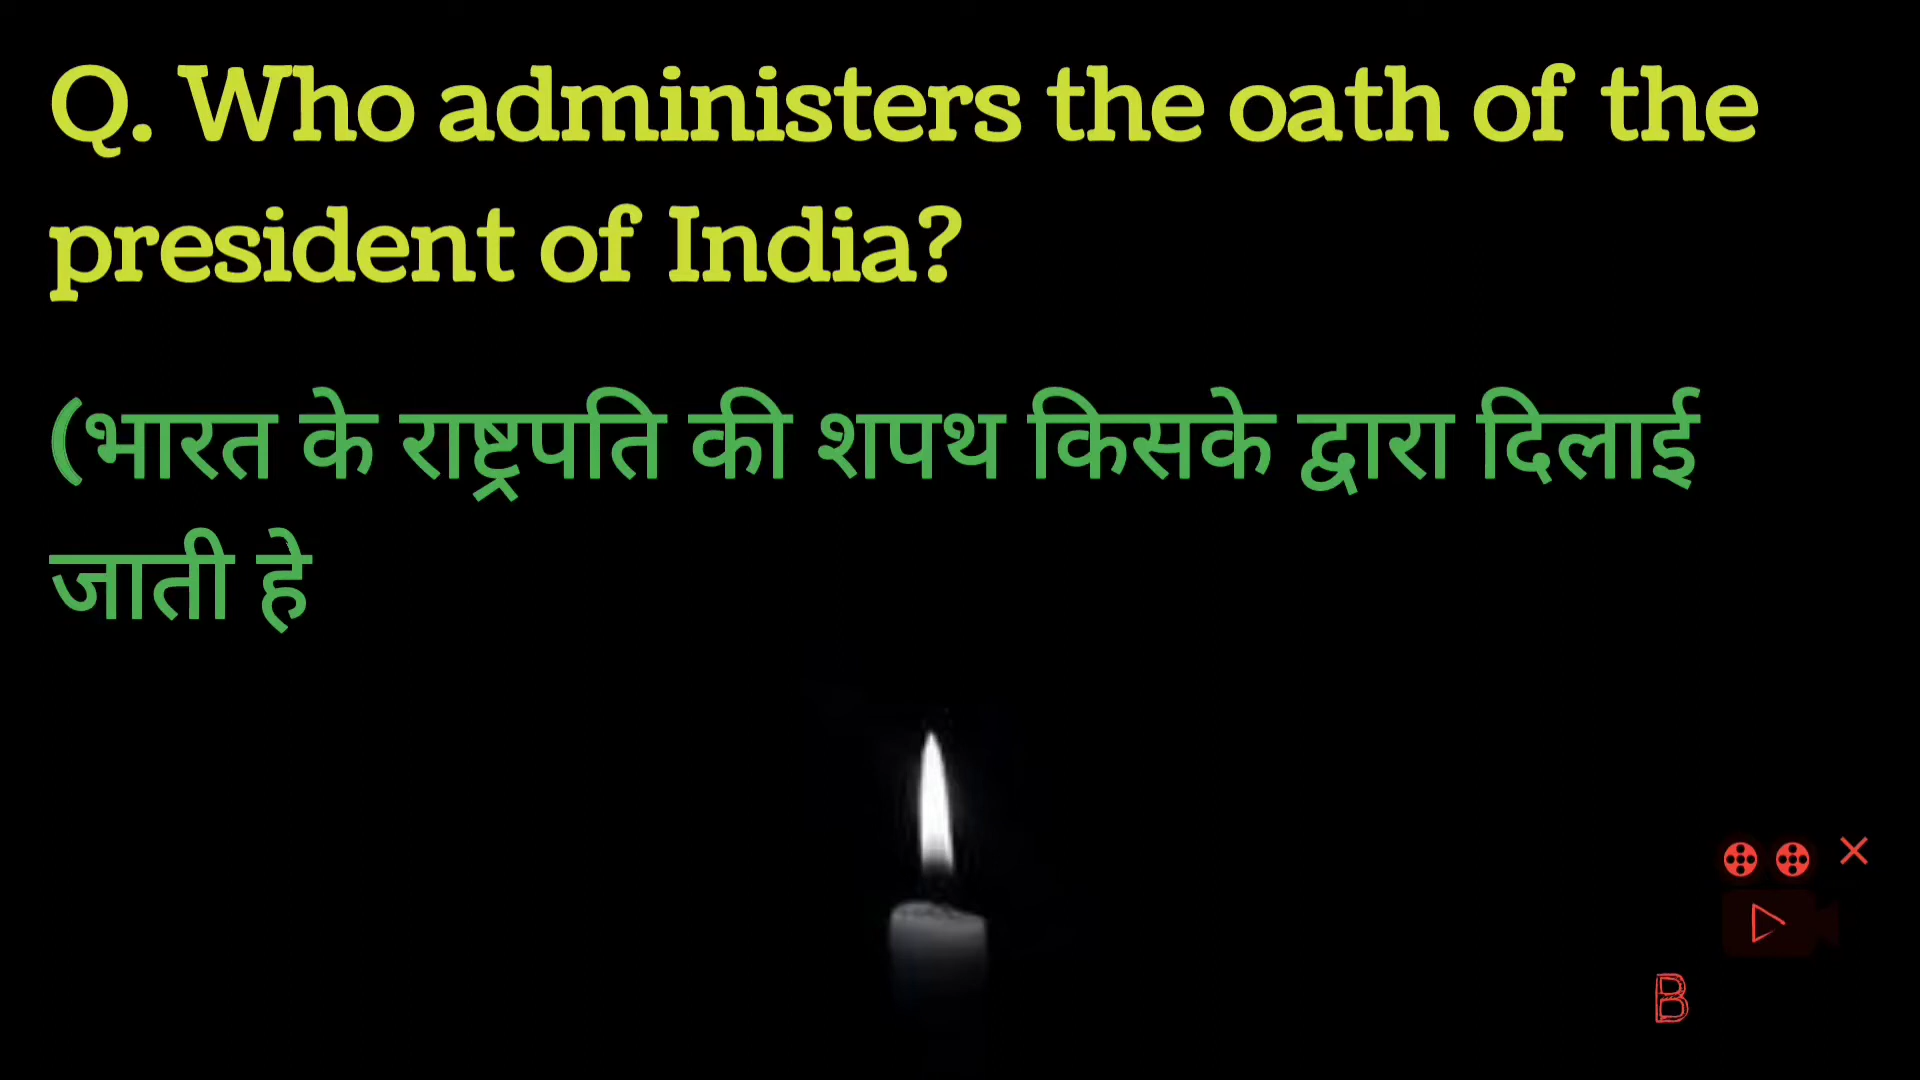 Q. Who administers the oath of the
president of India?
(भारत के राष्ट्रपति की शपथ किसके द्वारा दिलाई
जाती हे
B